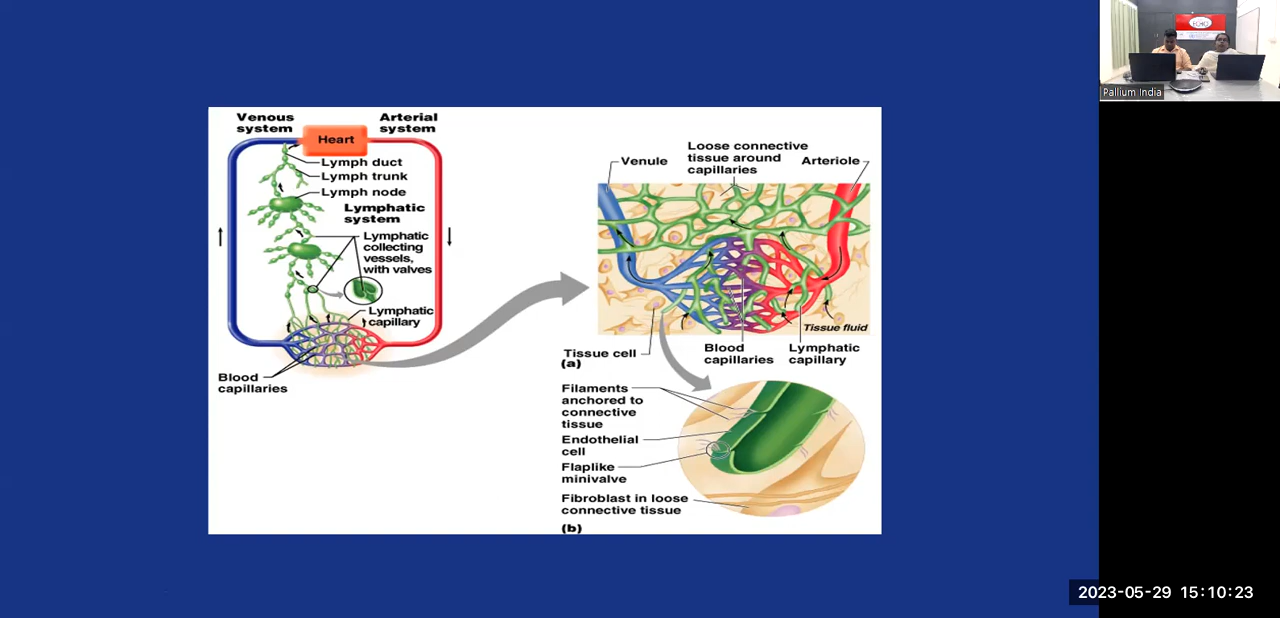 Venous
system
Heart
Arterial
system
Lymph duct
Lymph trunk
Lymph node
Lymphatic
system
Lymphatic
collecting
vessels,
with valves
Lymphatic
capillary
Blood
capillaries
Venule
Loose connective
tissue around
capillaries
Arteriole
Tissue fluid
Tissue cell
(a)
Blood
capillaries
Lymphatic
capillary
Filaments
anchored to
connective
tissue
Endothelial
cell
Flaplike
minivalve
Fibroblast in loose
connective tissue
(b)
ECHO
Pallium India
2023-05-29 15:10:23